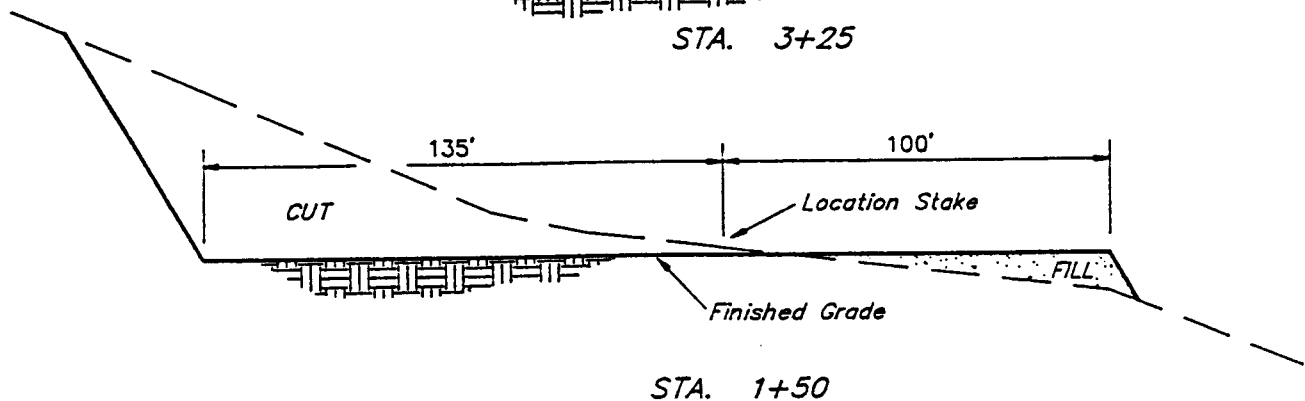 STA. 3+25
135'
100'
CUT
Location Stake
FILL
Finished Grade
STA. 1+50